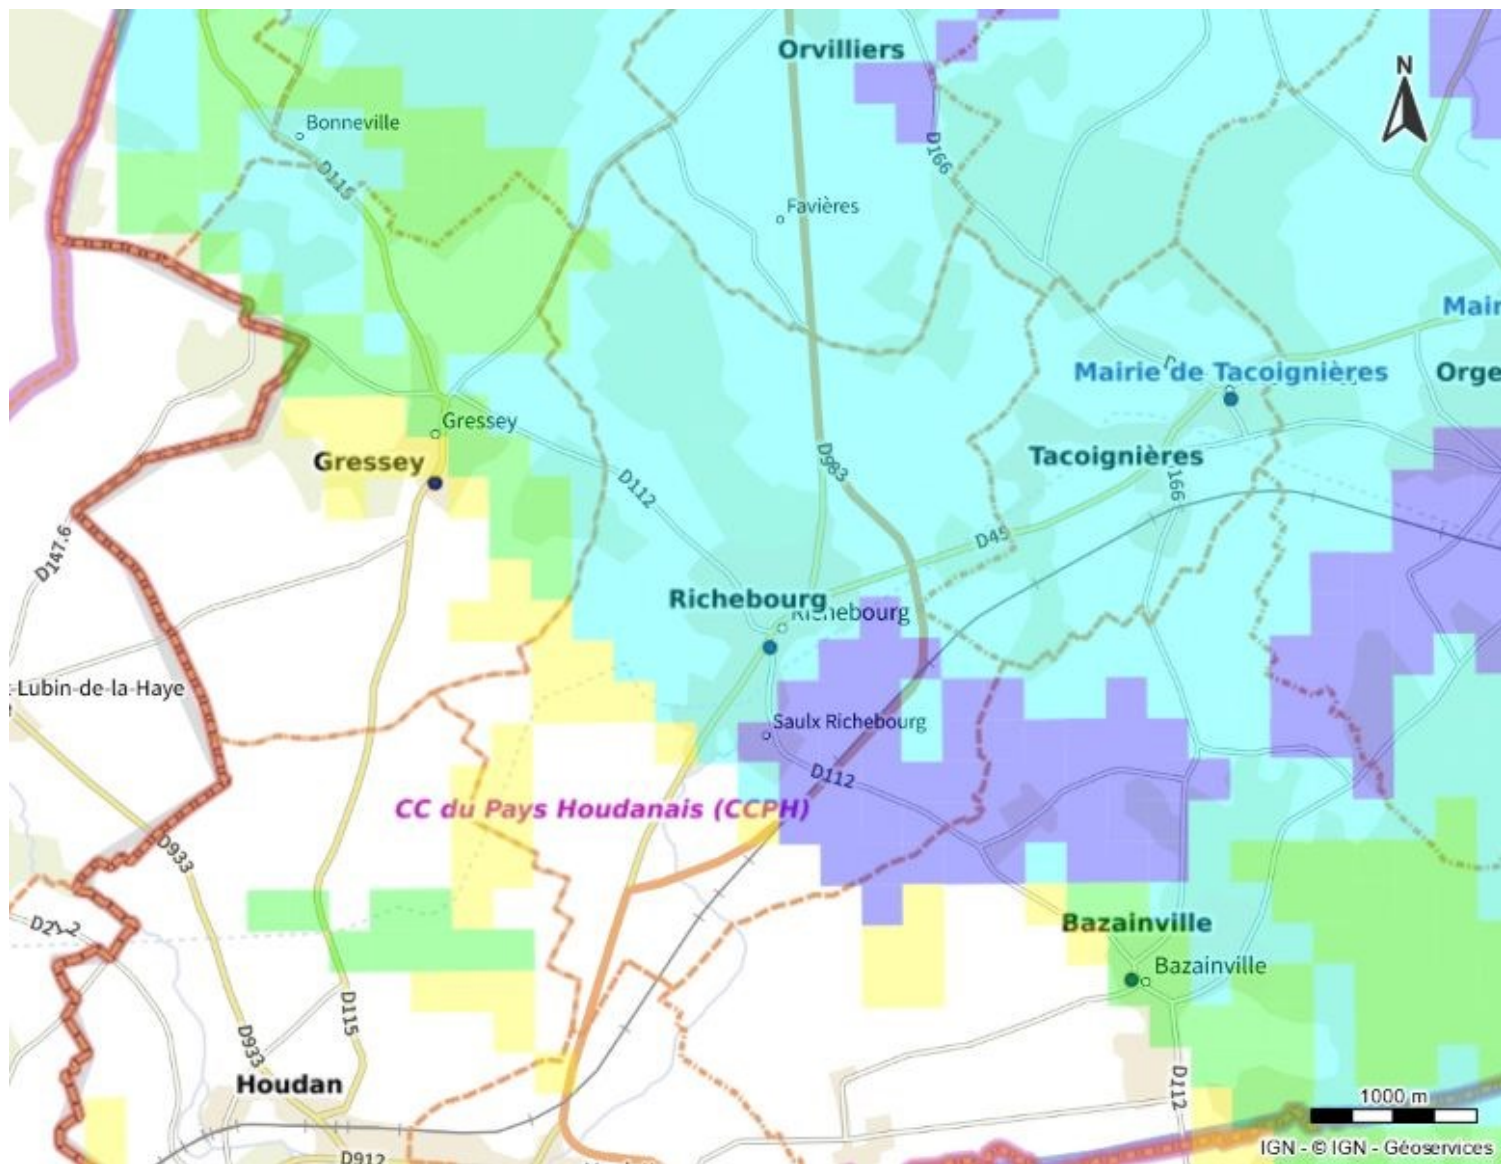 Orvilliers
N
Bonneville
D166
D115
Favières
Mair
Mairie de Tacoignières
Orge
Gressey
Gressey
Tacoignières
D983
D112
166
D45
D147.6
Richebourg
Richebourg
Lubin-de-la-Haye
Saulx Richebourg
D112
CC du Pays Houdanais (CCPH)
D933
Bazainville
Bazainville
D115
D933
Houdan
D112
1000 m
D912
IGN - © IGN - Géoservices